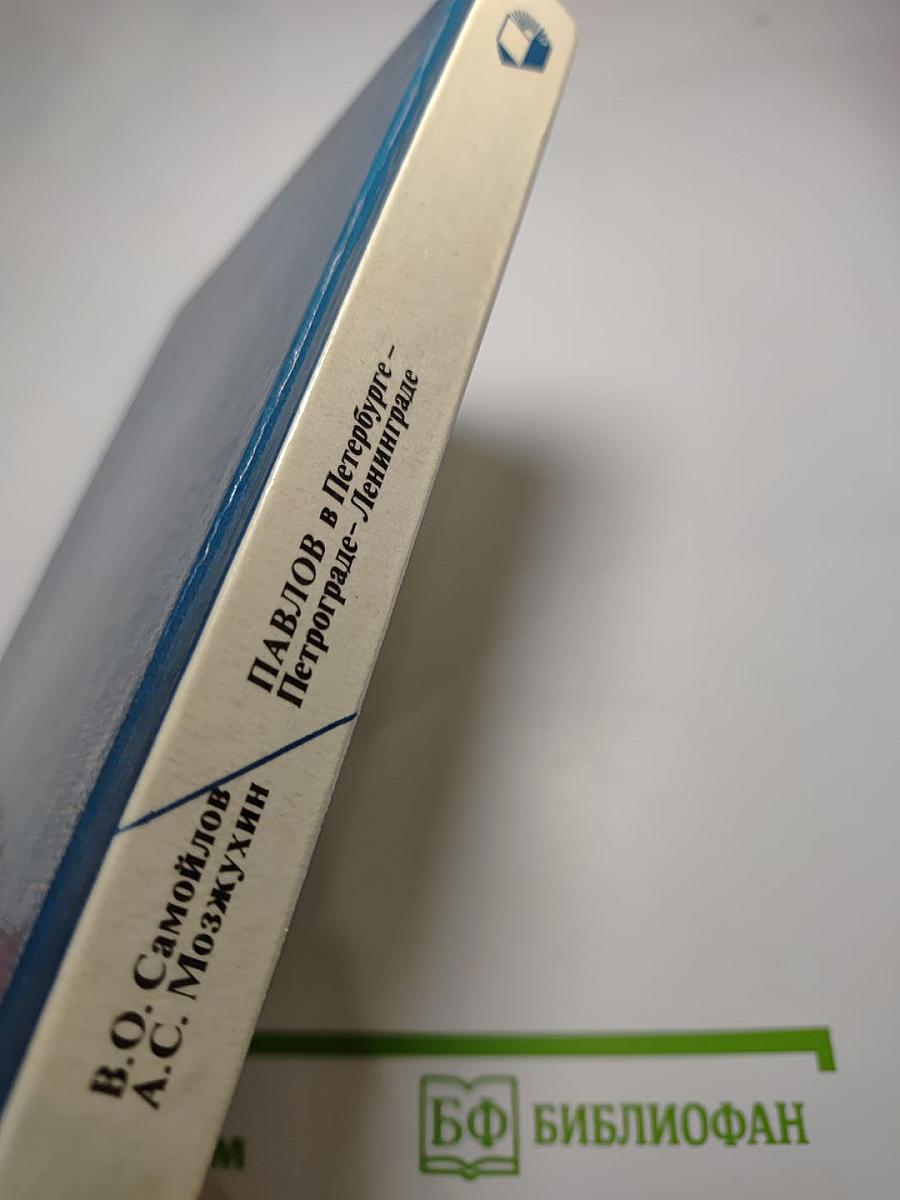 В.О. Самойлов
А.С. Мозжухин
ПАВЛОВ в Петербурге –
Петрограде – Ленинграде
БФ БИБЛИОФАН